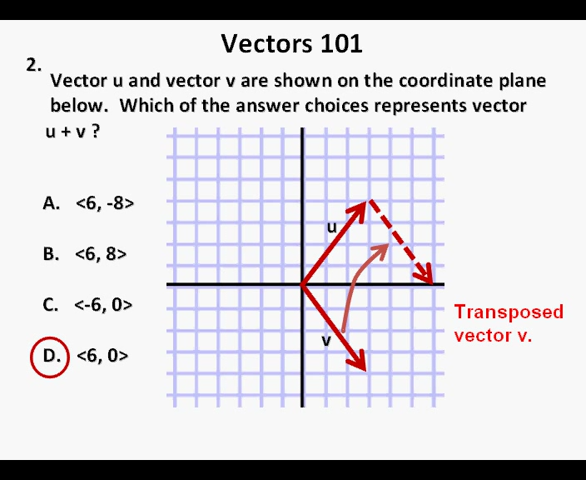 Vectors 101
2.
Vector u and vector v are shown on the coordinate plane
below. Which of the answer choices represents vector
u + v ?
A. <6, -8>
B. <6, 8>
C. <-6, 0>
D. <6, 0>
u
v
Transposed
vector v.